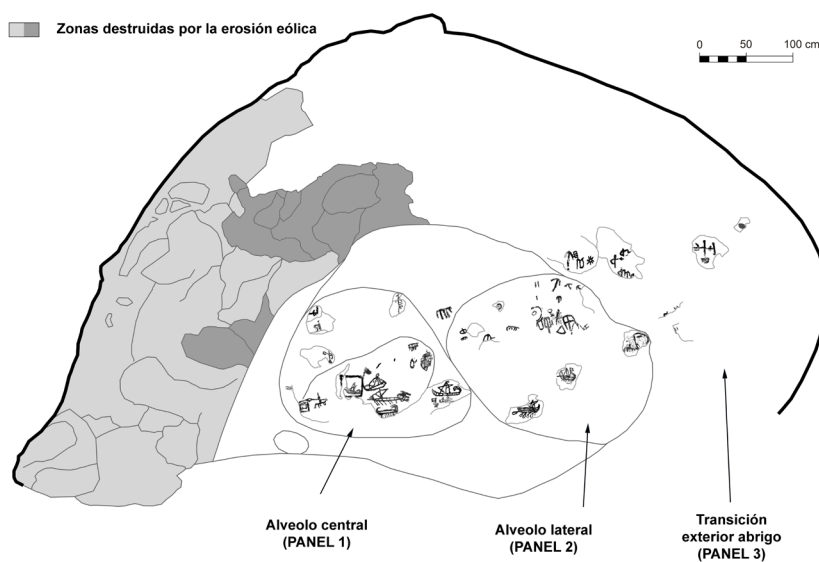 Zonas destruidas por la erosión eólica
0 50 100 cm
Alveolo central
(PANEL 1)
Alveolo lateral
(PANEL 2)
Transición
exterior abrigo
(PANEL 3)